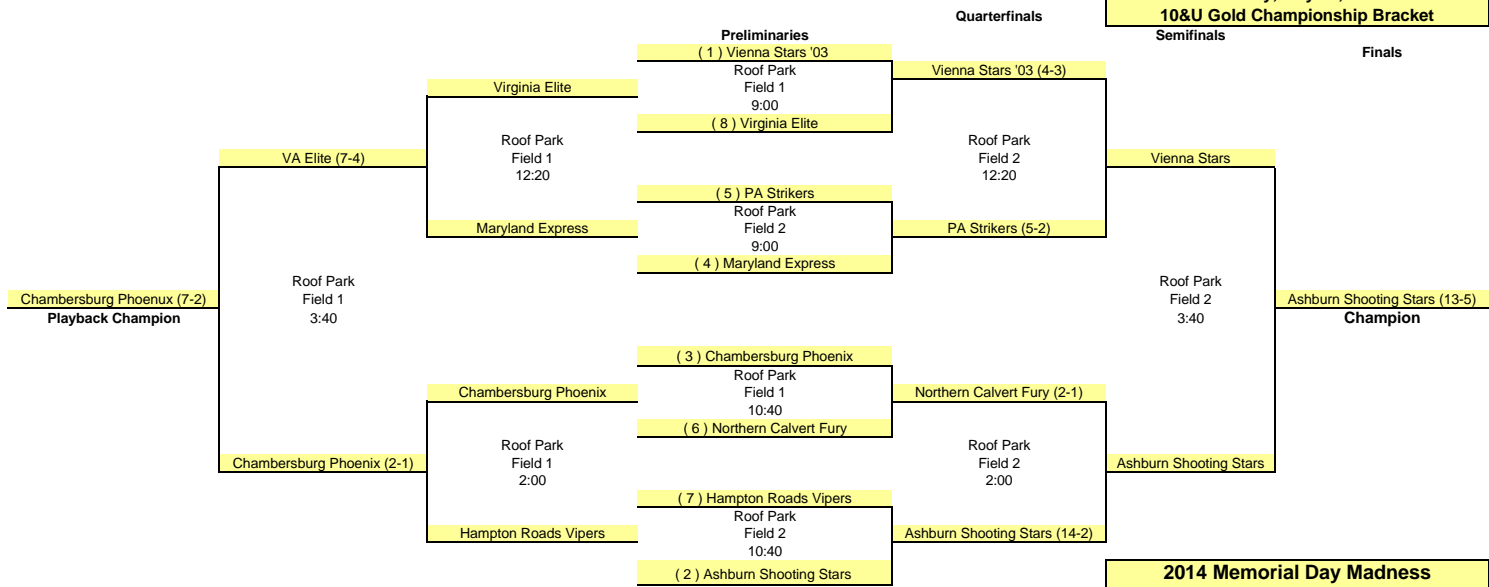 10&U Gold Championship Bracket
Quarterfinals
Preliminaries
Semifinals
Finals
( 1 ) Vienna Stars '03
Roof Park
Field 1
9:00
( 8 ) Virginia Elite
Vienna Stars '03 (4-3)
Virginia Elite
Roof Park
Field 1
12:20
Roof Park
Field 2
12:20
VA Elite (7-4)
Vienna Stars
( 5 ) PA Strikers
Roof Park
Field 2
9:00
( 4 ) Maryland Express
Maryland Express
PA Strikers (5-2)
Roof Park
Field 1
3:40
Roof Park
Field 2
3:40
Chambersburg Phoenux (7-2)
Playback Champion
Ashburn Shooting Stars (13-5)
Champion
( 3 ) Chambersburg Phoenix
Roof Park
Field 1
10:40
( 6 ) Northern Calvert Fury
Chambersburg Phoenix
Northern Calvert Fury (2-1)
Roof Park
Field 1
2:00
Roof Park
Field 2
2:00
Chambersburg Phoenix (2-1)
Ashburn Shooting Stars
( 7 ) Hampton Roads Vipers
Roof Park
Field 2
10:40
( 2 ) Ashburn Shooting Stars
Hampton Roads Vipers
Ashburn Shooting Stars (14-2)
2014 Memorial Day Madness